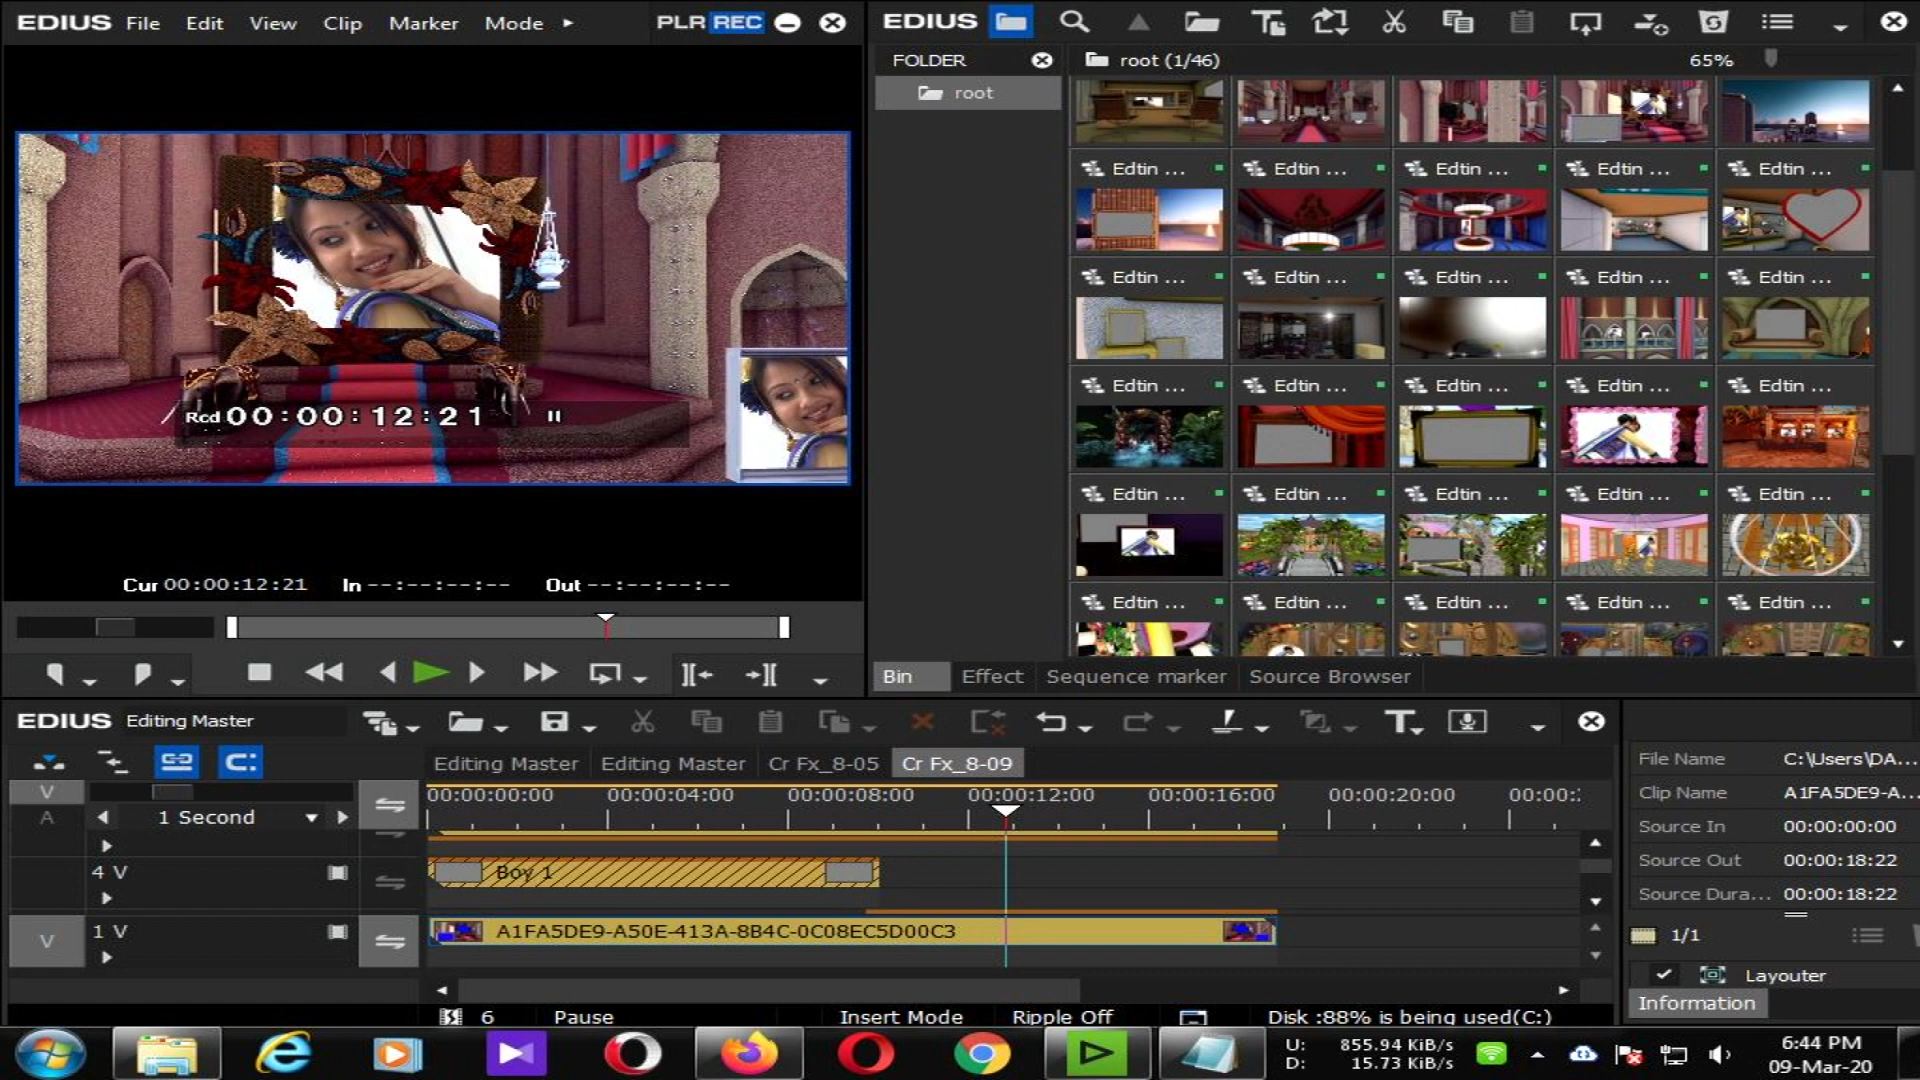 EDIUS File Edit View Clip Marker Mode PLR REC
Rcd 00:00:12:21 II
Cur 00:00:12:21 In --:--:--:-- Out --:--:--:--
EDIUS
FOLDER
root
root (1/46) 65%
Edtin ... Edtin ... Edtin ... Edtin ... Edtin ...
Edtin ... Edtin ... Edtin ... Edtin ... Edtin ...
Edtin ... Edtin ... Edtin ... Edtin ... Edtin ...
Edtin ... Edtin ... Edtin ... Edtin ... Edtin ...
Edtin ... Edtin ... Edtin ... Edtin ... Edtin ...
Bin Effect Sequence marker Source Browser
EDIUS Editing Master
Editing Master Editing Master Cr Fx_8-05 Cr Fx_8-09
V
A
1 Second
00:00:00:00 00:00:04:00 00:00:08:00 00:00:12:00 00:00:16:00 00:00:20:00 00:00:
4 V
Boy 1
V
1 V
A1FA5DE9-A50E-413A-8B4C-0C08EC5D00C3
6 Pause Insert Mode Ripple Off Disk :88% is being used(C:)
File Name C:\Users\DA...
Clip Name A1FA5DE9-A...
Source In 00:00:00:00
Source Out 00:00:18:22
Source Dura... 00:00:18:22
1/1
Layouter
Information
U: 855.94 KiB/s
D: 15.73 KiB/s
6:44 PM
09-Mar-20